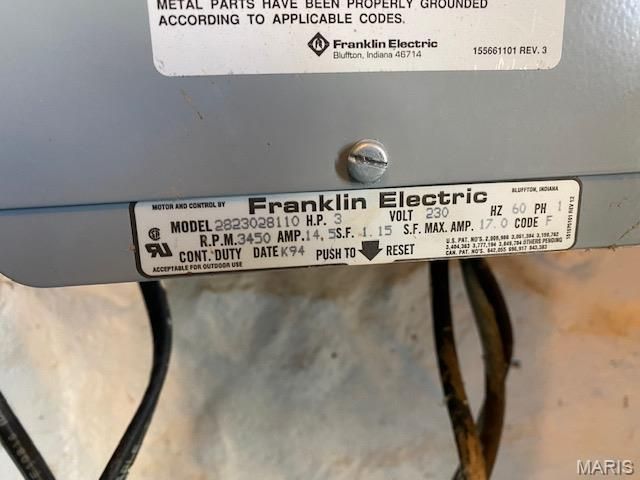 METAL PARTS HAVE BEEN PROPERLY GROUNDED
ACCORDING TO APPLICABLE CODES.
Franklin Electric
Bluffton, Indiana 46714
155661101 REV. 3
MOTOR AND CONTROL BY Franklin Electric BLUFFTON, INDIANA
MODEL 2823028110 H.P. 3 VOLT 230 HZ 60 PH 1
R.P.M. 3450 AMP. 14.5 S.F. 1.15 S.F. MAX. AMP. 17.0 CODE F
CONT. DUTY DATE K94 PUSH TO RESET
ACCEPTABLE FOR OUTDOOR USE
MARIS